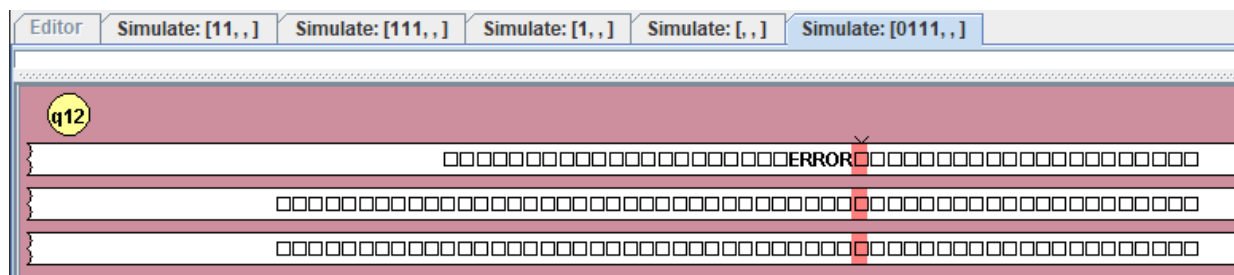 Editor Simulate: [11, , ] Simulate: [111, , ] Simulate: [1, , ] Simulate: [, , ] Simulate: [0111, , ]
q12
□□□□□□□□□□□□□□□□□□□□□ERROR□□□□□□□□□□□□□□□□□□□□□
□□□□□□□□□□□□□□□□□□□□□□□□□□□□□□□□□□□□□□□□□□□□□□□□□□□□□□□□
□□□□□□□□□□□□□□□□□□□□□□□□□□□□□□□□□□□□□□□□□□□□□□□□□□□□□□□□